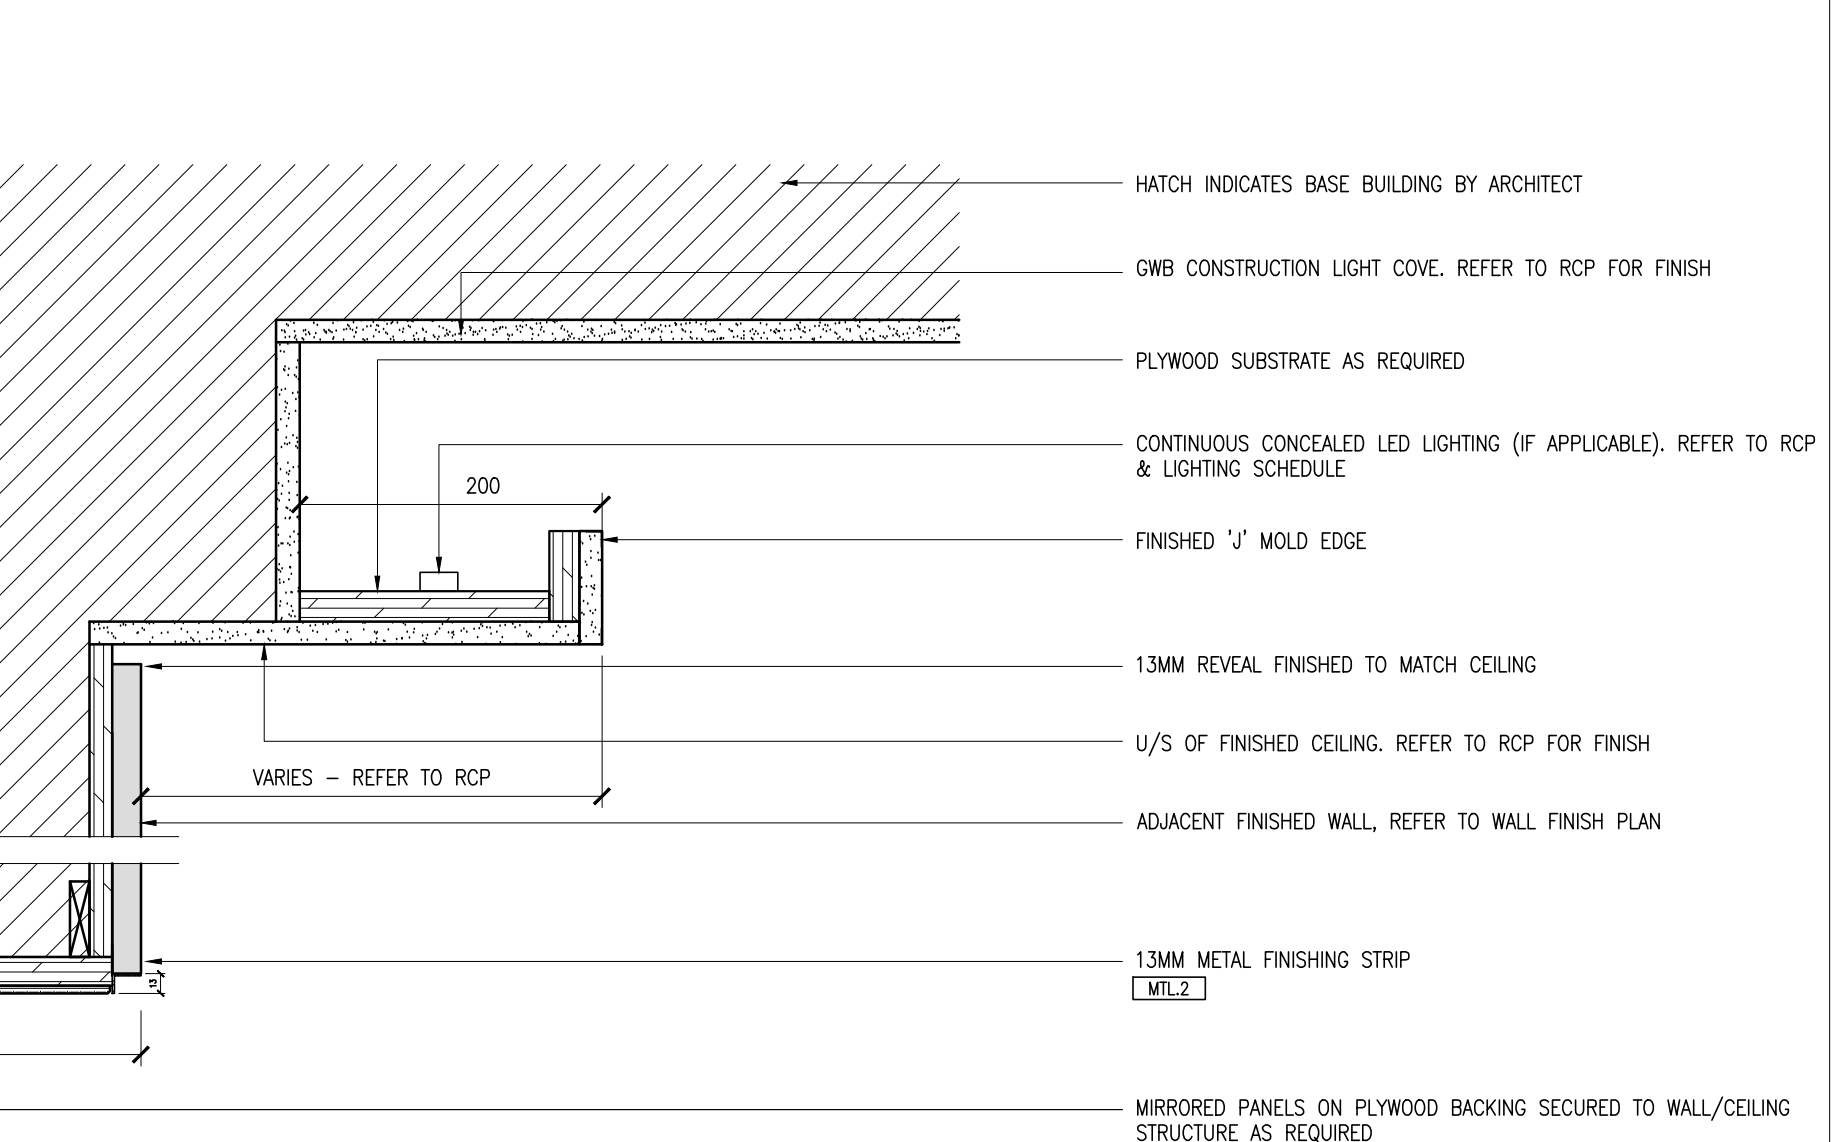 HATCH INDICATES BASE BUILDING BY ARCHITECT
GWB CONSTRUCTION LIGHT COVE. REFER TO RCP FOR FINISH
PLYWOOD SUBSTRATE AS REQUIRED
CONTINUOUS CONCEALED LED LIGHTING (IF APPLICABLE). REFER TO RCP
& LIGHTING SCHEDULE
200
FINISHED 'J' MOLD EDGE
13MM REVEAL FINISHED TO MATCH CEILING
U/S OF FINISHED CEILING. REFER TO RCP FOR FINISH
VARIES – REFER TO RCP
ADJACENT FINISHED WALL, REFER TO WALL FINISH PLAN
13MM METAL FINISHING STRIP
MTL.2
13
MIRRORED PANELS ON PLYWOOD BACKING SECURED TO WALL/CEILING
STRUCTURE AS REQUIRED